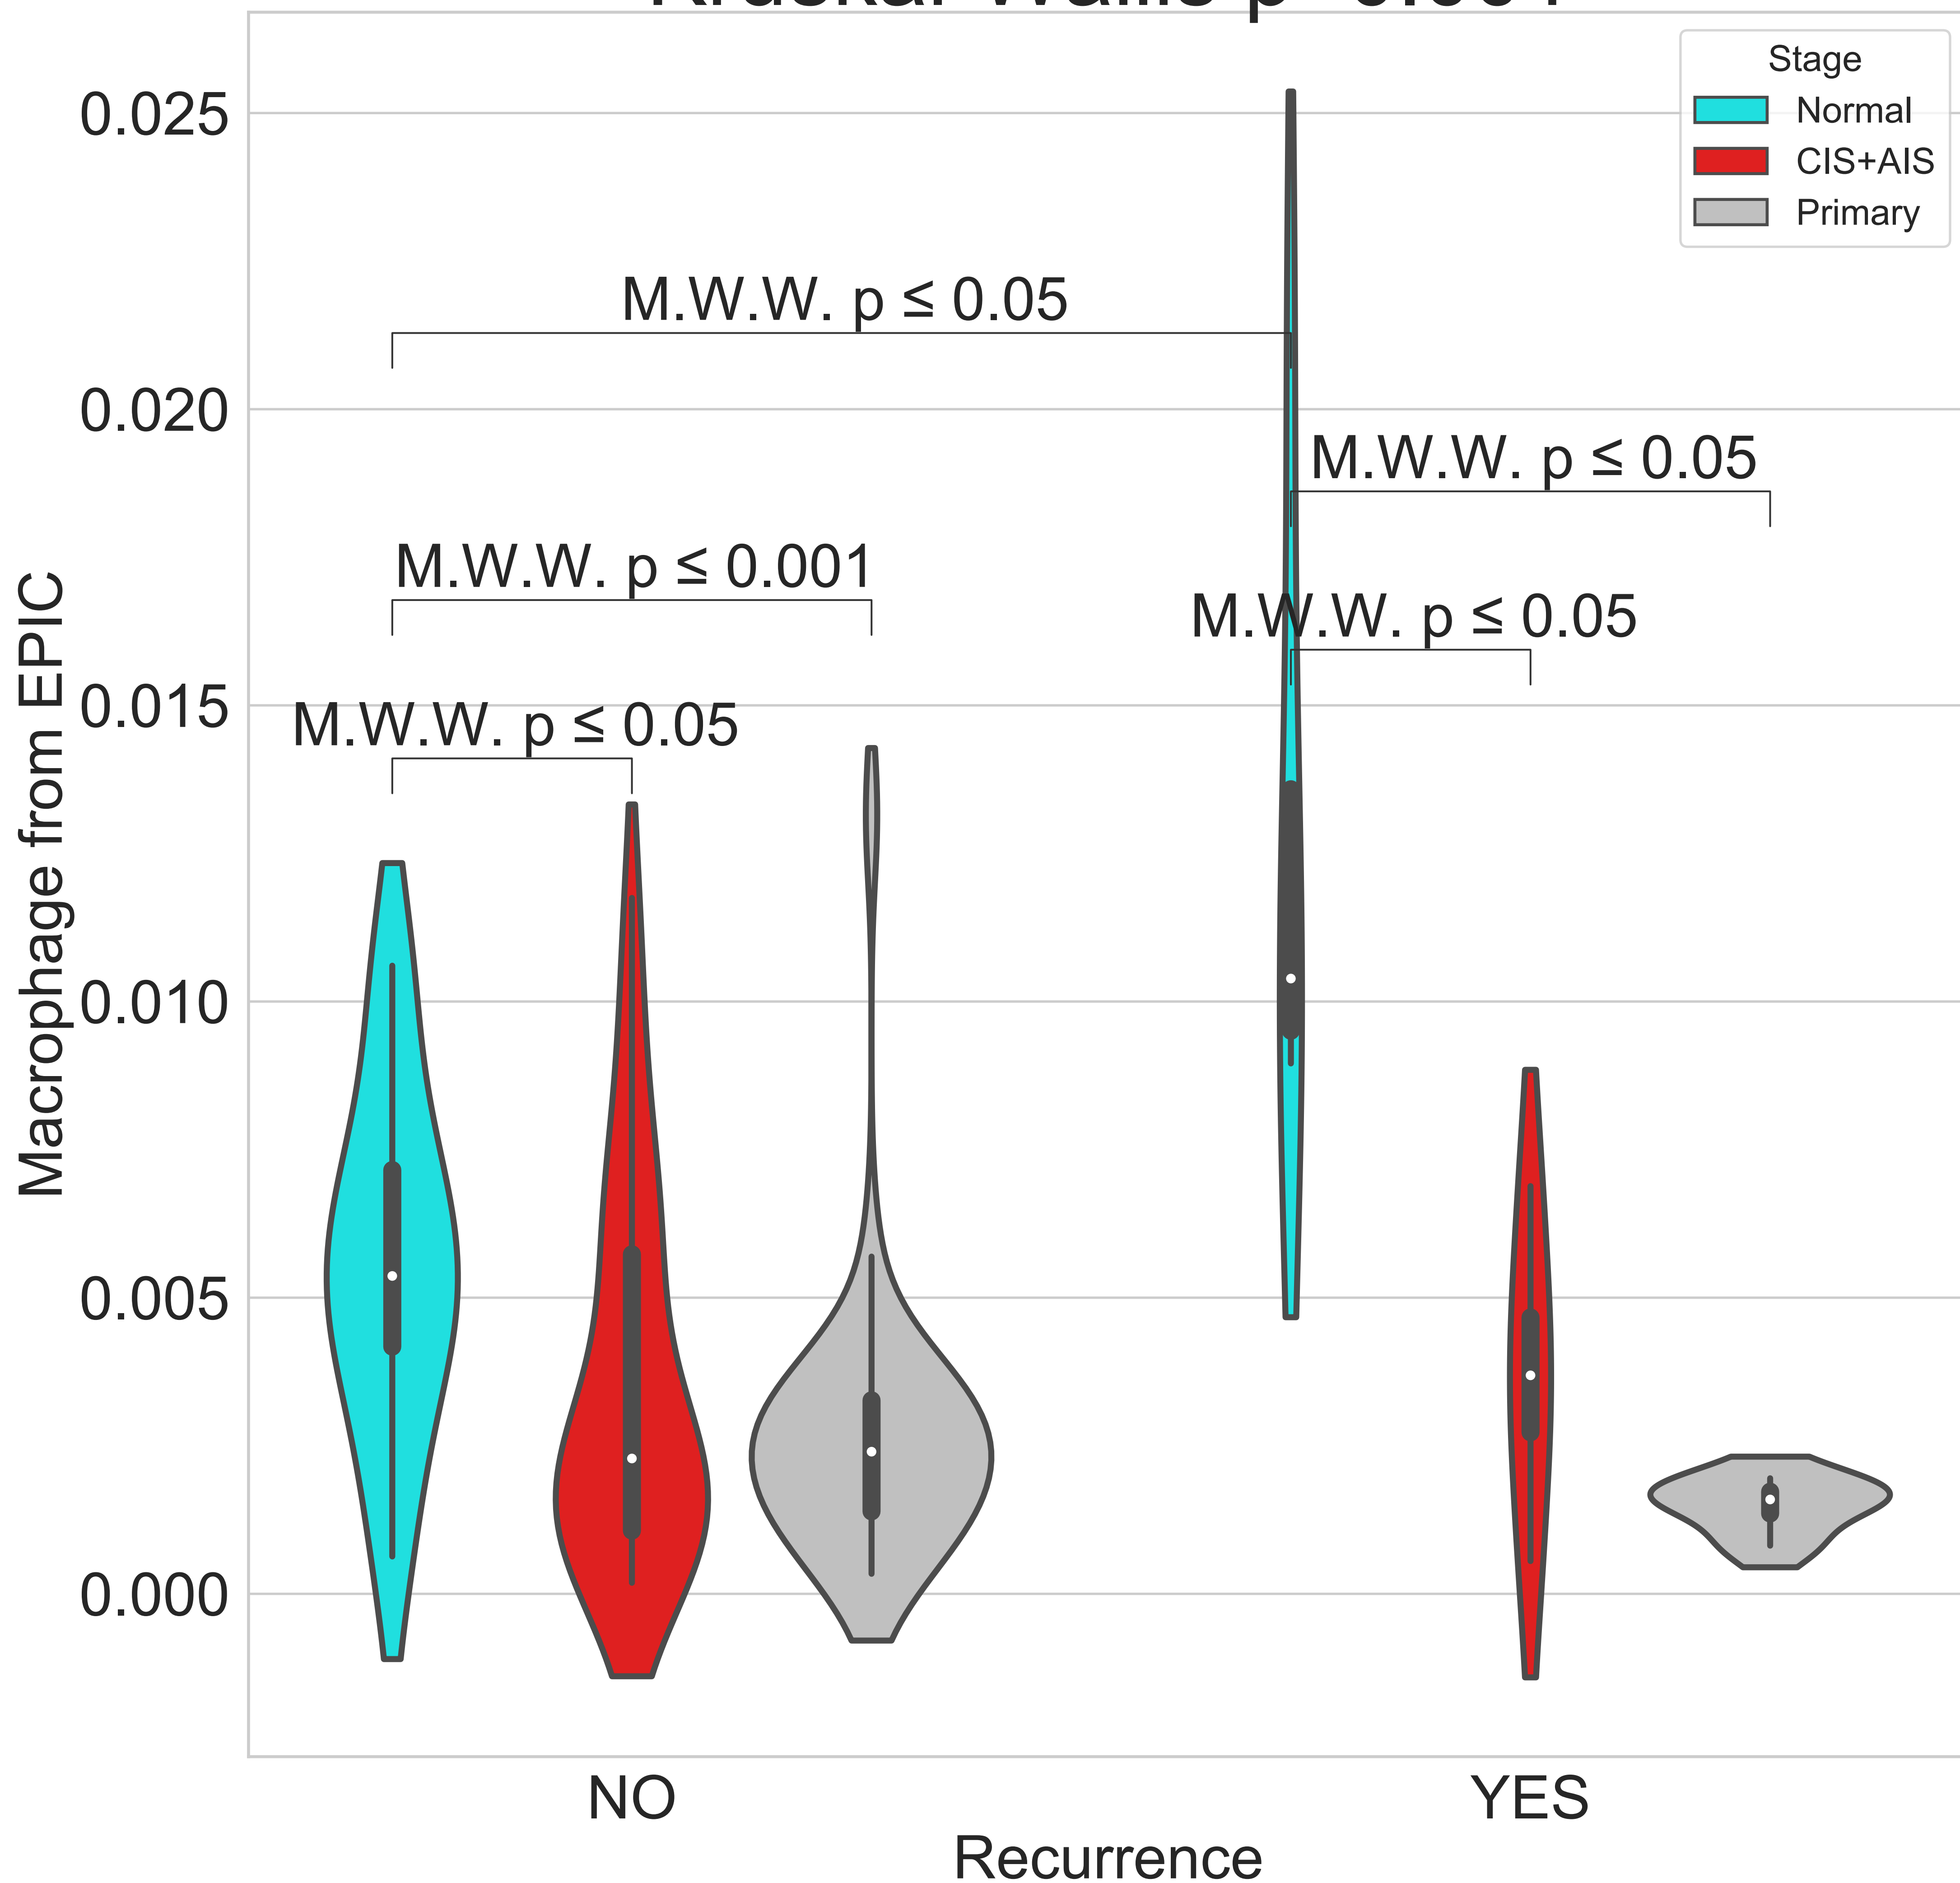 Stage
Normal
CIS+AIS
Primary
0.025
0.020
0.015
0.010
0.005
0.000
Macrophage from EPIC
M.W.W. p ≤ 0.05
M.W.W. p ≤ 0.05
M.W.W. p ≤ 0.001
M.W.W. p ≤ 0.05
M.W.W. p ≤ 0.05
NO
YES
Recurrence